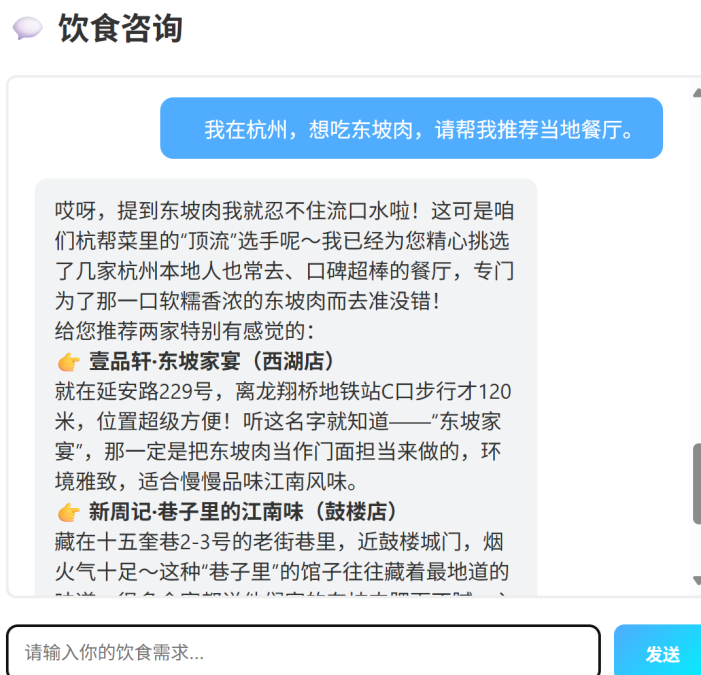 饮食咨询
我在杭州，想吃东坡肉，请帮我推荐当地餐厅。
哎呀，提到东坡肉我就忍不住流口水啦！这可是咱
们杭帮菜里的“顶流”选手呢～我已经为您精心挑选
了几家杭州本地人也常去、口碑超棒的餐厅，专门
为了那一口软糯香浓的东坡肉而去准没错！
给您推荐两家特别有感觉的：
👉 壹品轩·东坡家宴（西湖店）
就在延安路229号，离龙翔桥地铁站C口步行才120
米，位置超级方便！听这名字就知道——“东坡家
宴”，那一定是把东坡肉当作门面担当来做的，环
境雅致，适合慢慢品味江南风味。
👉 新周记·巷子里的江南味（鼓楼店）
藏在十五奎巷2-3号的老街巷里，近鼓楼城门，烟
火气十足～这种“巷子里”的馆子往往藏着最地道的
请输入你的饮食需求...
发送